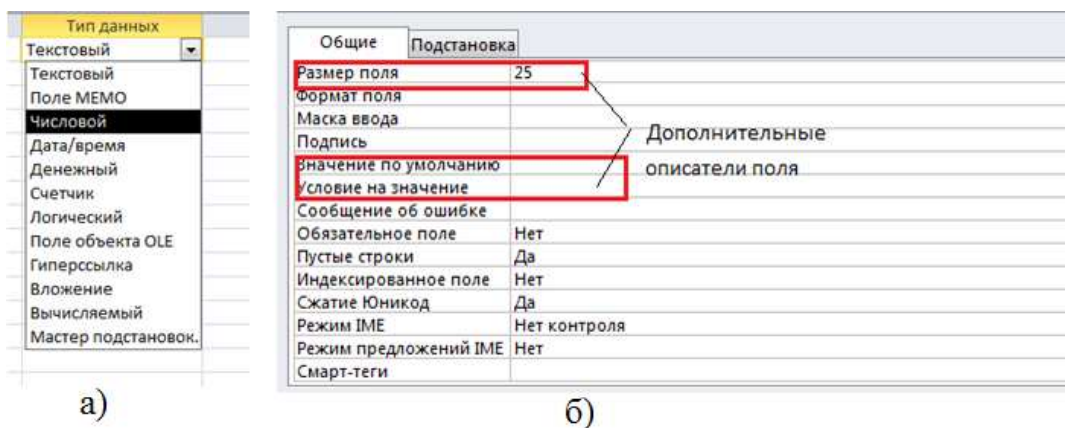 Тип данных
Текстовый
Текстовый
Поле МЕМО
Числовой
Дата/время
Денежный
Счетчик
Логический
Поле объекта OLE
Гиперссылка
Вложение
Вычисляемый
Мастер подстановок.
а)
Общие Подстановка
Размер поля 25
Формат поля
Маска ввода
Подпись
Значение по умолчанию
Условие на значение
Сообщение об ошибке
Обязательное поле Нет
Пустые строки Да
Индексированное поле Нет
Сжатие Юникод Да
Режим IME Нет контроля
Режим предложений IME Нет
Смарт-теги
Дополнительные
описатели поля
б)